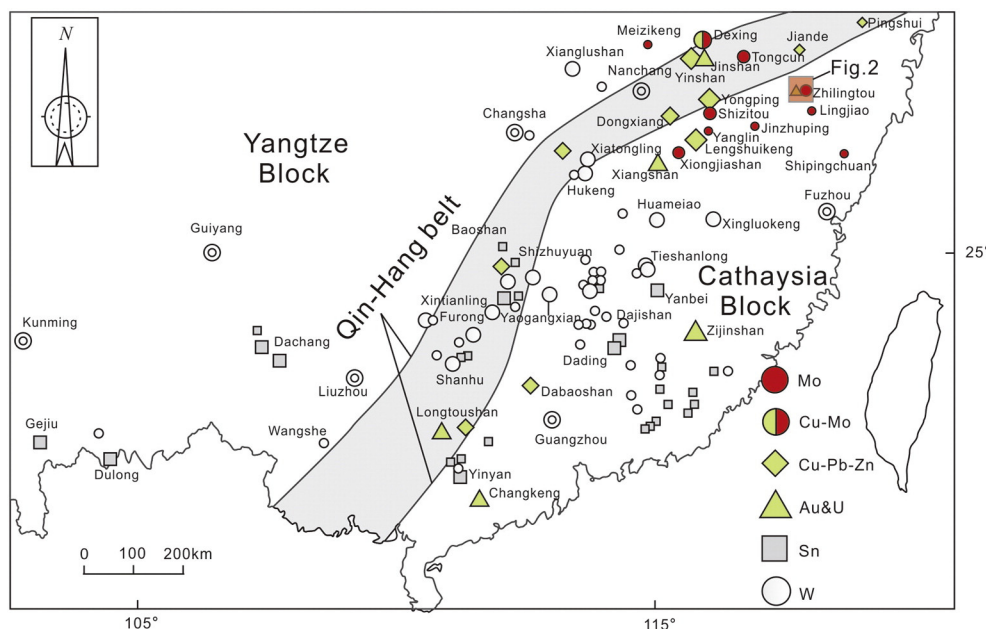 N
Pingshui
Meizikeng
Dexing
Jiande
Xianglushan
Jinshan
Tongcun
Nanchang
Yinshan
Fig.2
Yongping
Zhilingtou
Changsha
Dongxiang
Shizitou
Lingjiao
Yangtze
Block
Jinzhuping
Yanglin
Xiatongling
Lengshuikeng
Xiangshan
Xiongjiashan
Shipingchuan
Hukeng
Fuzhou
Huameiao
Xingluokeng
Guiyang
Baoshan
Shizhuyuan
25°
Tieshanlong
Cathaysia
Block
Qin-Hang belt
Yanbei
Xintianling
Furong
Yaogangxian
Dajishan
Zijinshan
Kunming
Dachang
Dading
Shanhu
Liuzhou
Dabaoshan
Mo
Longtoushan
Cu-Mo
Gejiu
Wangshe
Guangzhou
Dulong
Yinyan
Cu-Pb-Zn
Changkeng
Au&U
0 100 200km
Sn
W
105° 115°